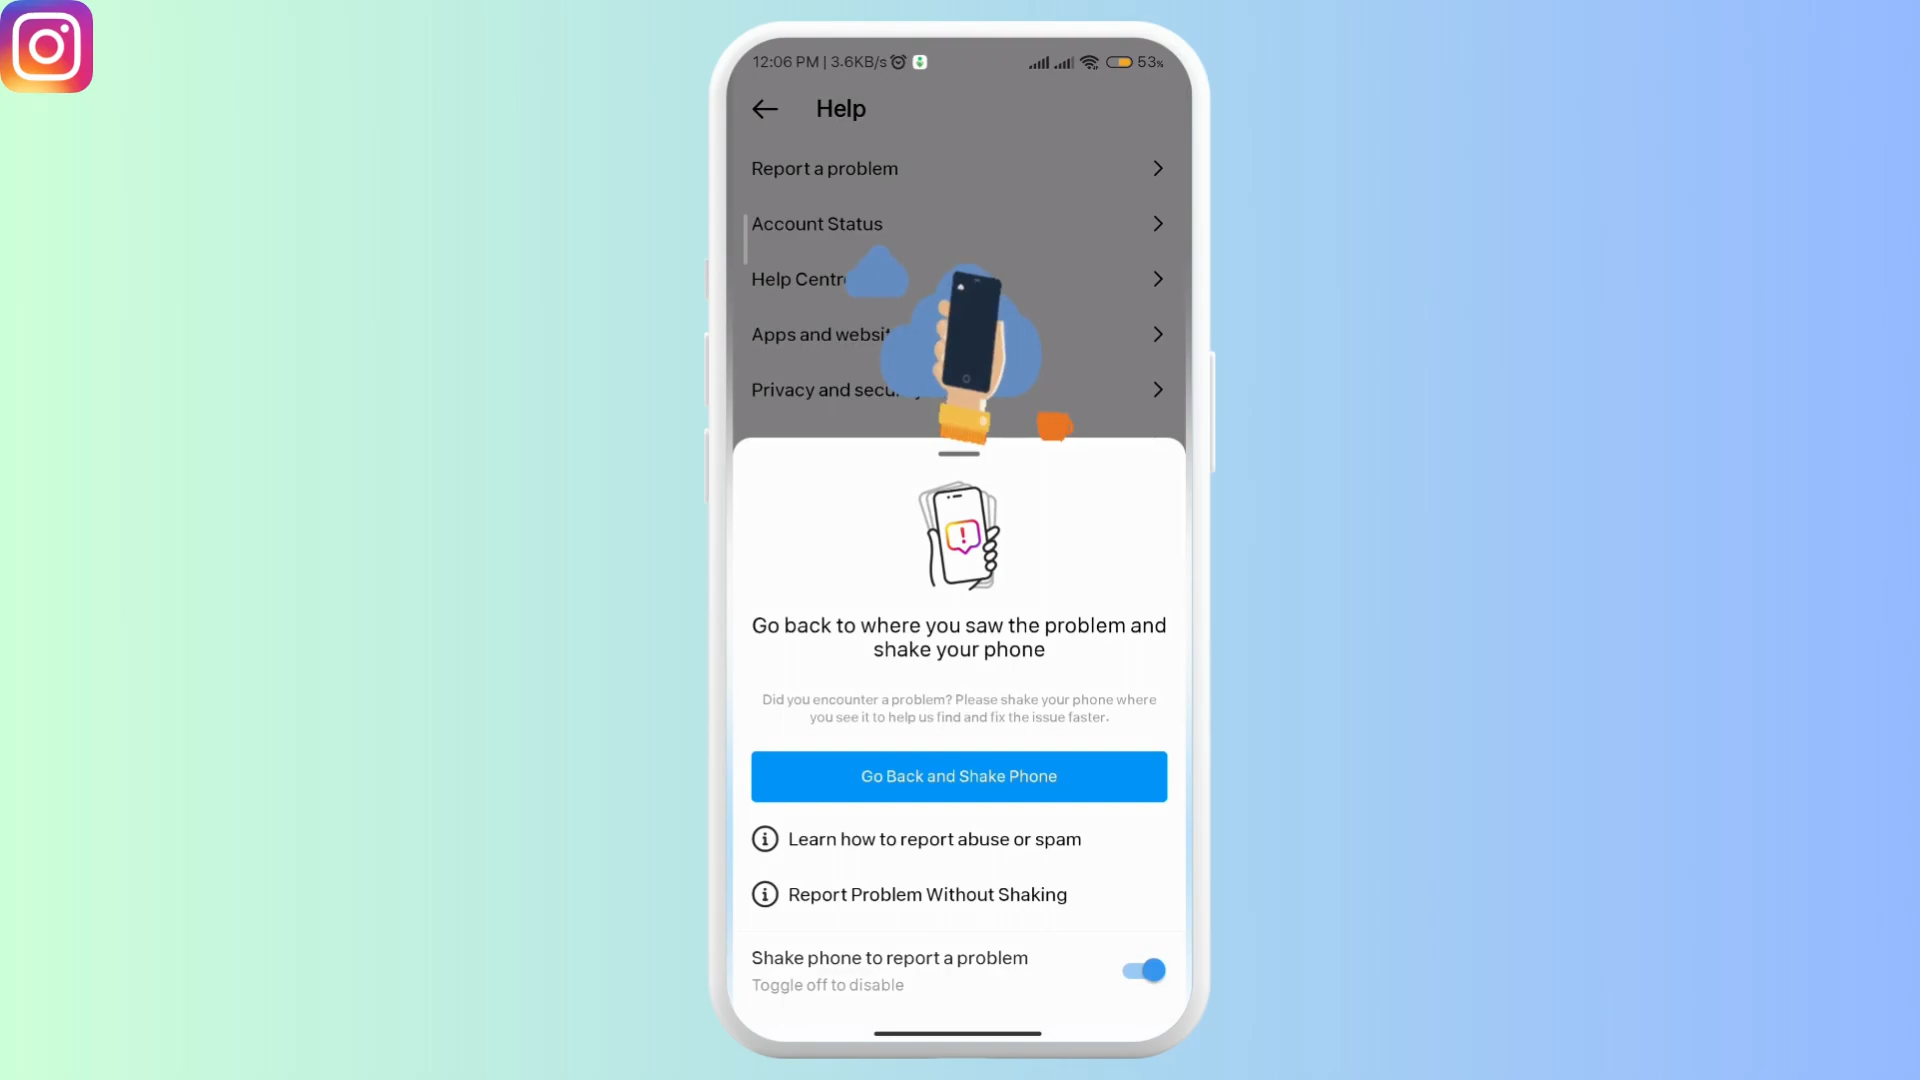 12:06 PM | 3.6KB/s 53%
Help
Report a problem
Account Status
Help Centr
Apps and websit
Privacy and secu
Go back to where you saw the problem and
shake your phone
Did you encounter a problem? Please shake your phone where
you see it to help us find and fix the issue faster.
Go Back and Shake Phone
Learn how to report abuse or spam
Report Problem Without Shaking
Shake phone to report a problem
Toggle off to disable